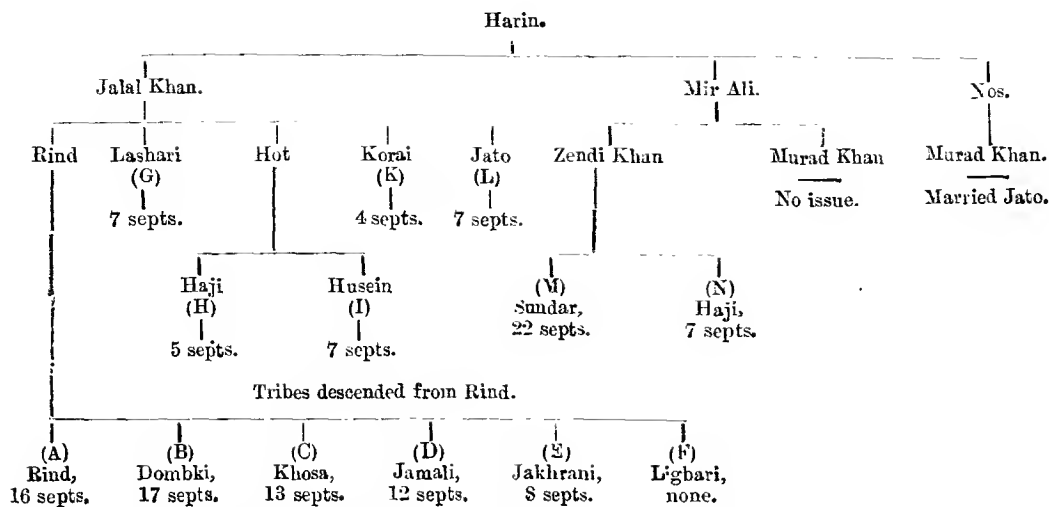 Harin.
Jalal Khan. Mir Ali. Nos.
Rind Lashari Hot Korai Jato Zendi Khan Murad Khan Murad Khan.
(G) (K) (L) No issue. Married Jato.
7 septs. 4 septs. 7 septs.
Haji Husein (M) (N)
(H) (I) Sundar, Haji,
5 septs. 7 septs. 22 septs. 7 septs.
Tribes descended from Rind.
(A) (B) (C) (D) (E) (F)
Rind, Dombki, Khosa, Jamali, Jakhrani, L'gbari,
16 septs. 17 septs. 13 septs. 12 septs. 8 septs. none.